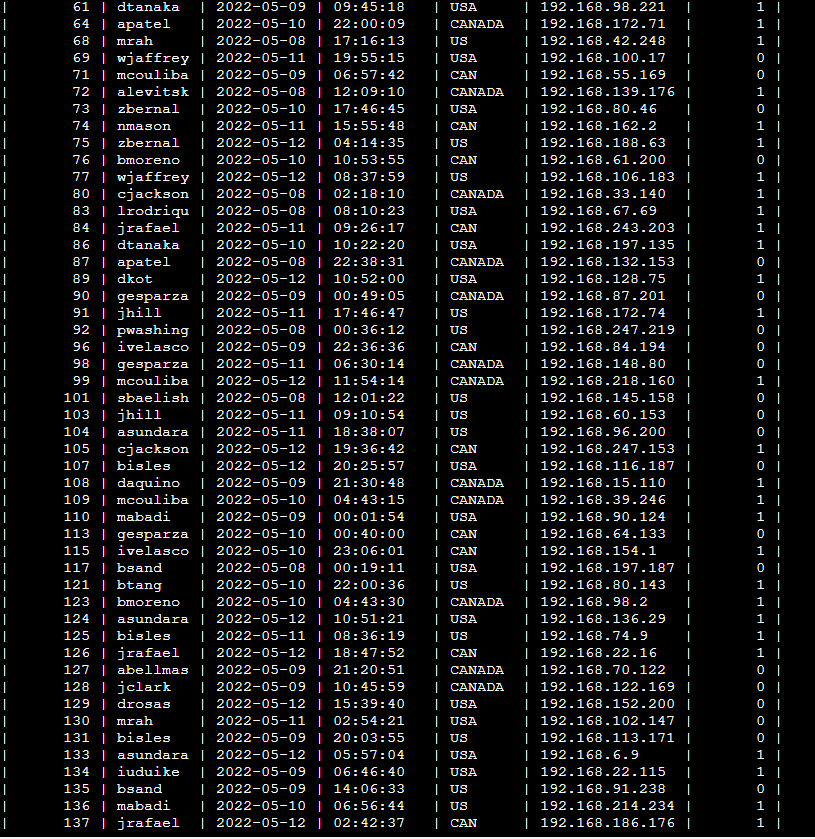 | 61 | dtanaka | 2022-05-09 | 09:45:18 | USA | 192.168.98.221 | 1 |
| 64 | apatel | 2022-05-10 | 22:00:09 | CANADA | 192.168.172.71 | 1 |
| 68 | mrah | 2022-05-08 | 17:16:13 | US | 192.168.42.248 | 1 |
| 69 | wjaffrey | 2022-05-11 | 19:55:15 | USA | 192.168.100.17 | 0 |
| 71 | mcouliba | 2022-05-09 | 06:57:42 | CAN | 192.168.55.169 | 0 |
| 72 | alevitsk | 2022-05-08 | 12:09:10 | CANADA | 192.168.139.176 | 1 |
| 73 | zbernal | 2022-05-10 | 17:46:45 | USA | 192.168.80.46 | 0 |
| 74 | nmason | 2022-05-11 | 15:55:48 | CAN | 192.168.162.2 | 1 |
| 75 | zbernal | 2022-05-12 | 04:14:35 | US | 192.168.188.63 | 1 |
| 76 | bmoreno | 2022-05-10 | 10:53:55 | CAN | 192.168.61.200 | 0 |
| 77 | wjaffrey | 2022-05-12 | 08:37:59 | US | 192.168.106.183 | 1 |
| 80 | cjackson | 2022-05-08 | 02:18:10 | CANADA | 192.168.33.140 | 1 |
| 83 | lrodriqu | 2022-05-08 | 08:10:23 | USA | 192.168.67.69 | 1 |
| 84 | jrafael | 2022-05-11 | 09:26:17 | CAN | 192.168.243.203 | 1 |
| 86 | dtanaka | 2022-05-10 | 10:22:20 | USA | 192.168.197.135 | 1 |
| 87 | apatel | 2022-05-08 | 22:38:31 | CANADA | 192.168.132.153 | 0 |
| 89 | dkot | 2022-05-12 | 10:52:00 | USA | 192.168.128.75 | 1 |
| 90 | gesparza | 2022-05-09 | 00:49:05 | CANADA | 192.168.87.201 | 0 |
| 91 | jhill | 2022-05-11 | 17:46:47 | US | 192.168.172.74 | 1 |
| 92 | pwashing | 2022-05-08 | 00:36:12 | US | 192.168.247.219 | 0 |
| 96 | ivelasco | 2022-05-09 | 22:36:36 | CAN | 192.168.84.194 | 0 |
| 98 | gesparza | 2022-05-11 | 06:30:14 | CANADA | 192.168.148.80 | 0 |
| 99 | mcouliba | 2022-05-12 | 11:54:14 | CANADA | 192.168.218.160 | 1 |
| 101 | sbaelish | 2022-05-08 | 12:01:22 | US | 192.168.145.158 | 0 |
| 103 | jhill | 2022-05-11 | 09:10:54 | US | 192.168.60.153 | 0 |
| 104 | asundara | 2022-05-11 | 18:38:07 | US | 192.168.96.200 | 0 |
| 105 | cjackson | 2022-05-12 | 19:36:42 | CAN | 192.168.247.153 | 1 |
| 107 | bisles | 2022-05-12 | 20:25:57 | USA | 192.168.116.187 | 0 |
| 108 | daquino | 2022-05-09 | 21:30:48 | CANADA | 192.168.15.110 | 1 |
| 109 | mcouliba | 2022-05-10 | 04:43:15 | CANADA | 192.168.39.246 | 1 |
| 110 | mabadi | 2022-05-09 | 00:01:54 | USA | 192.168.90.124 | 1 |
| 113 | gesparza | 2022-05-10 | 00:40:00 | CAN | 192.168.64.133 | 0 |
| 115 | ivelasco | 2022-05-10 | 23:06:01 | CAN | 192.168.154.1 | 1 |
| 117 | bsand | 2022-05-08 | 00:19:11 | USA | 192.168.197.187 | 0 |
| 121 | btang | 2022-05-10 | 22:00:36 | US | 192.168.80.143 | 1 |
| 123 | bmoreno | 2022-05-10 | 04:43:30 | CANADA | 192.168.98.2 | 1 |
| 124 | asundara | 2022-05-12 | 10:51:21 | USA | 192.168.136.29 | 1 |
| 125 | bisles | 2022-05-11 | 08:36:19 | US | 192.168.74.9 | 1 |
| 126 | jrafael | 2022-05-12 | 18:47:52 | CAN | 192.168.22.16 | 1 |
| 127 | abellmas | 2022-05-09 | 21:20:51 | CANADA | 192.168.70.122 | 0 |
| 128 | jclark | 2022-05-09 | 10:45:59 | CANADA | 192.168.122.169 | 0 |
| 129 | drosas | 2022-05-12 | 15:39:40 | USA | 192.168.152.200 | 0 |
| 130 | mrah | 2022-05-11 | 02:54:21 | USA | 192.168.102.147 | 0 |
| 131 | bisles | 2022-05-09 | 20:03:55 | US | 192.168.113.171 | 0 |
| 133 | asundara | 2022-05-12 | 05:57:04 | USA | 192.168.6.9 | 1 |
| 134 | iuduike | 2022-05-09 | 06:46:40 | USA | 192.168.22.115 | 1 |
| 135 | bsand | 2022-05-09 | 14:06:33 | US | 192.168.91.238 | 0 |
| 136 | mabadi | 2022-05-10 | 06:56:44 | US | 192.168.214.234 | 1 |
| 137 | jrafael | 2022-05-12 | 02:42:37 | CAN | 192.168.186.176 | 1 |